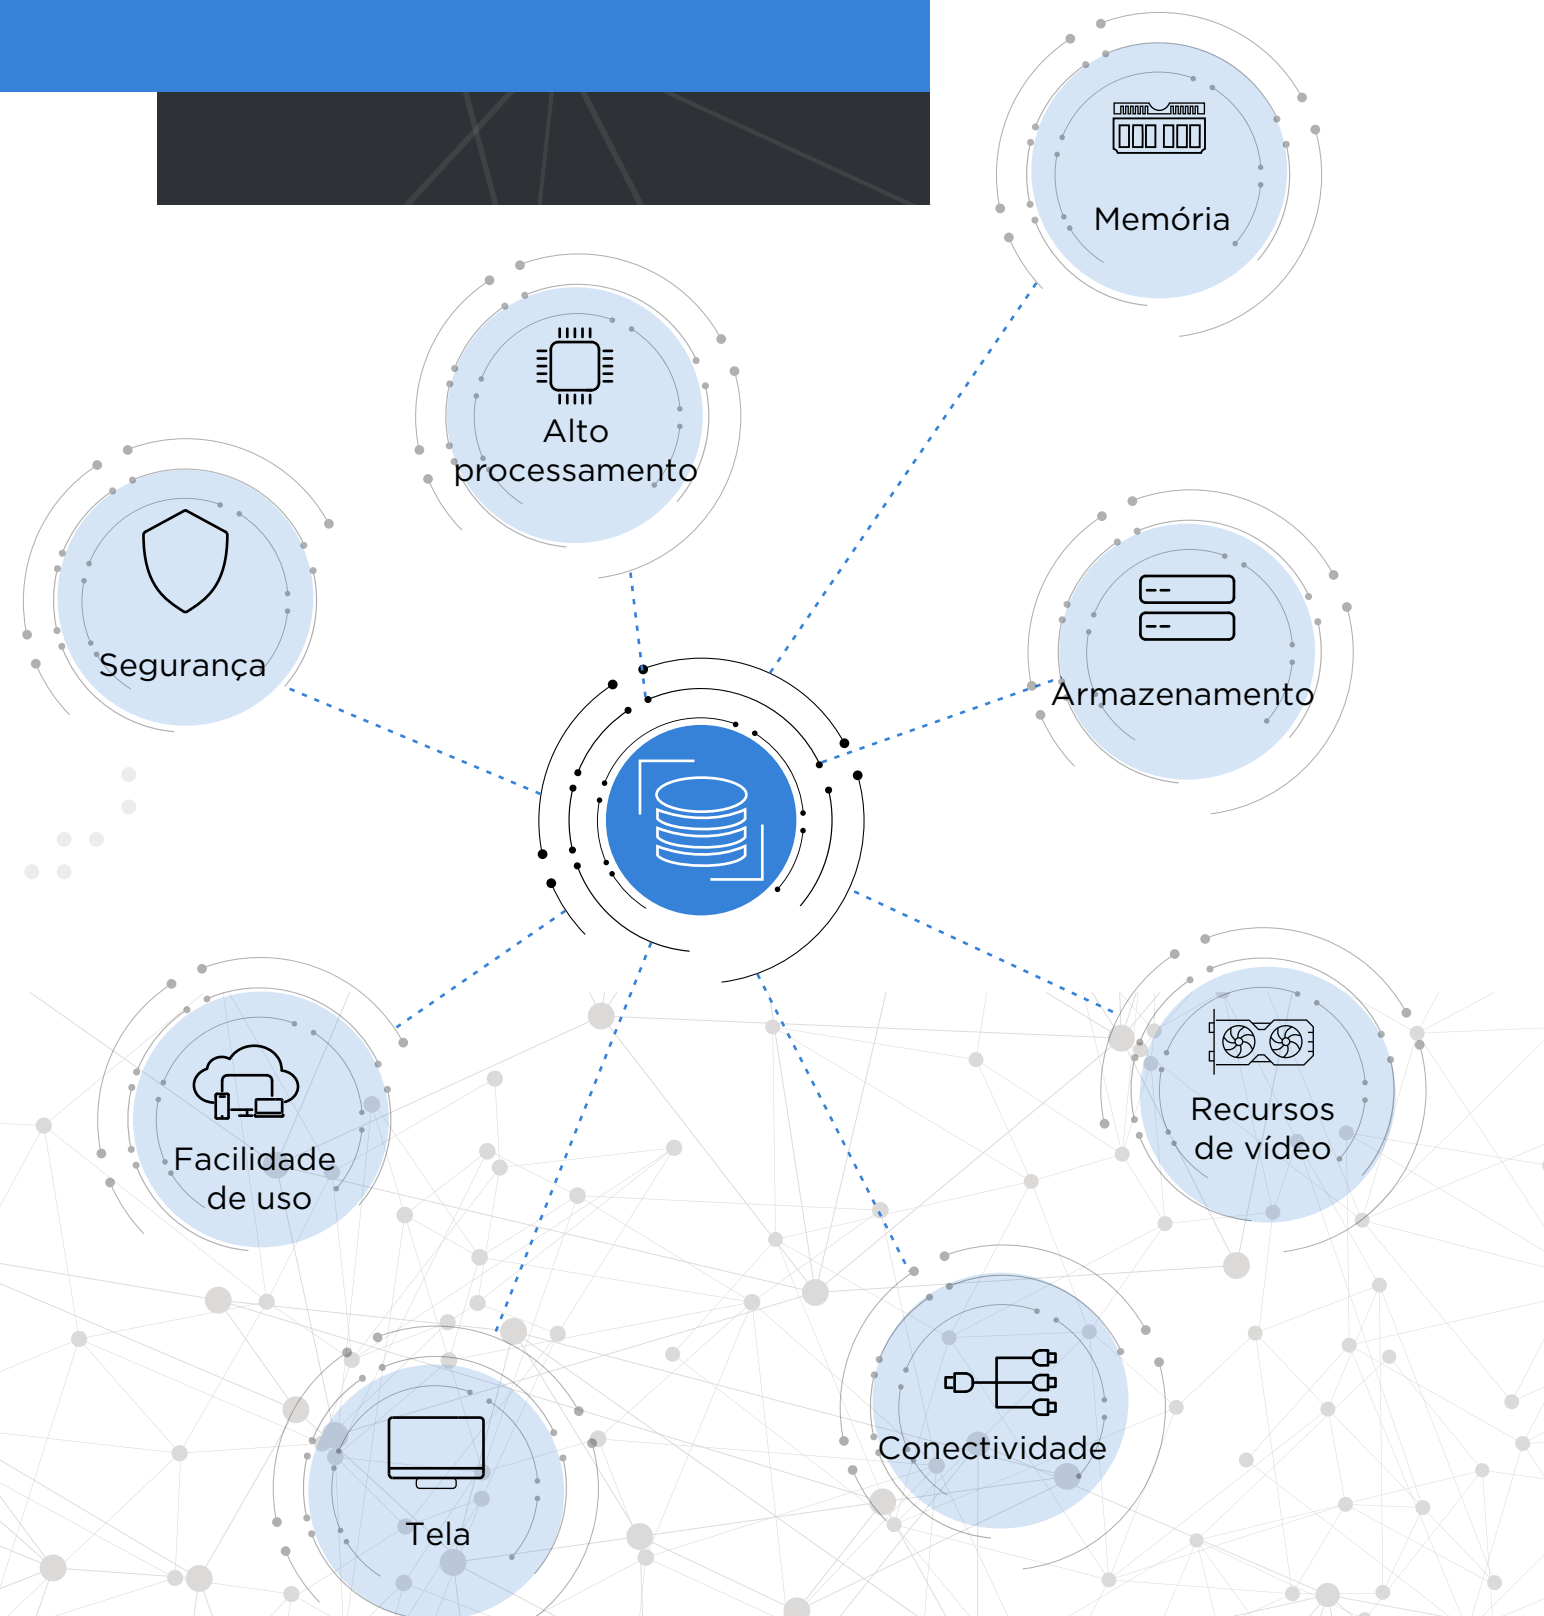 Memória
Alto
processamento
Segurança
Armazenamento
Recursos
de vídeo
Facilidade
de uso
Conectividade
Tela